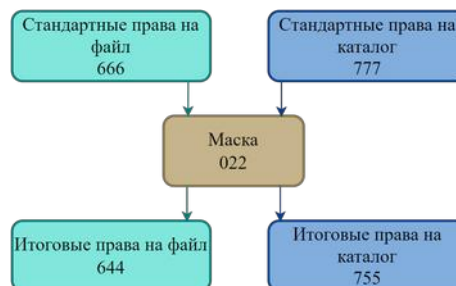 Стандартные права на
файл
666
Стандартные права на
каталог
777
Маска
022
Итоговые права на файл
644
Итоговые права на
каталог
755